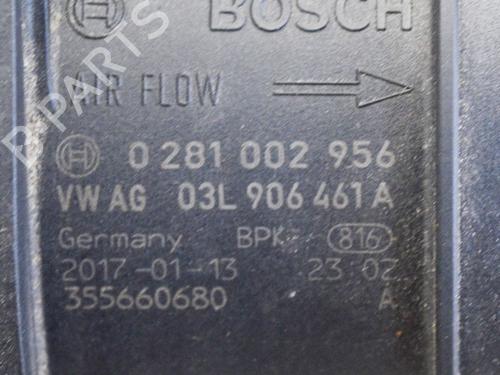 BOSCH
AIR FLOW
0 281 002 956
VW AG 03L 906 461 A
Germany BPK 816
2017-01-13 23:02
355660680 A
B PARTS